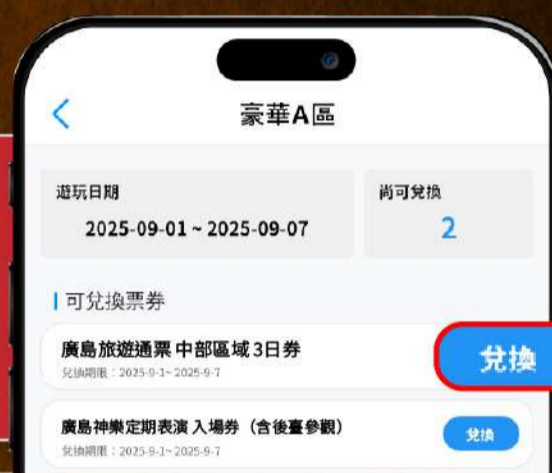 豪華A區
遊玩日期
尚可兌換
2025-09-01 ~ 2025-09-07
2
可兌換票券
廣島旅遊通票 中部區域 3日券
兌換
兌換期限：2025-9-1~2025-9-7
廣島神樂定期表演 入場券（含後臺參觀）
兌換
兌換期限：2025-9-1~2025-9-7